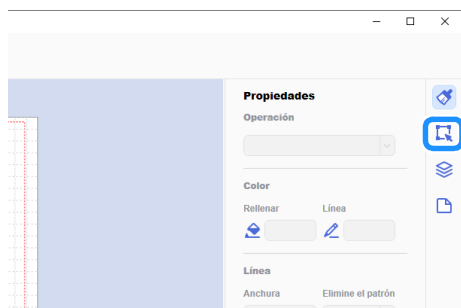 Propiedades
Operación
Color
Rellenar Línea
Línea
Anchura Elimine el patrón